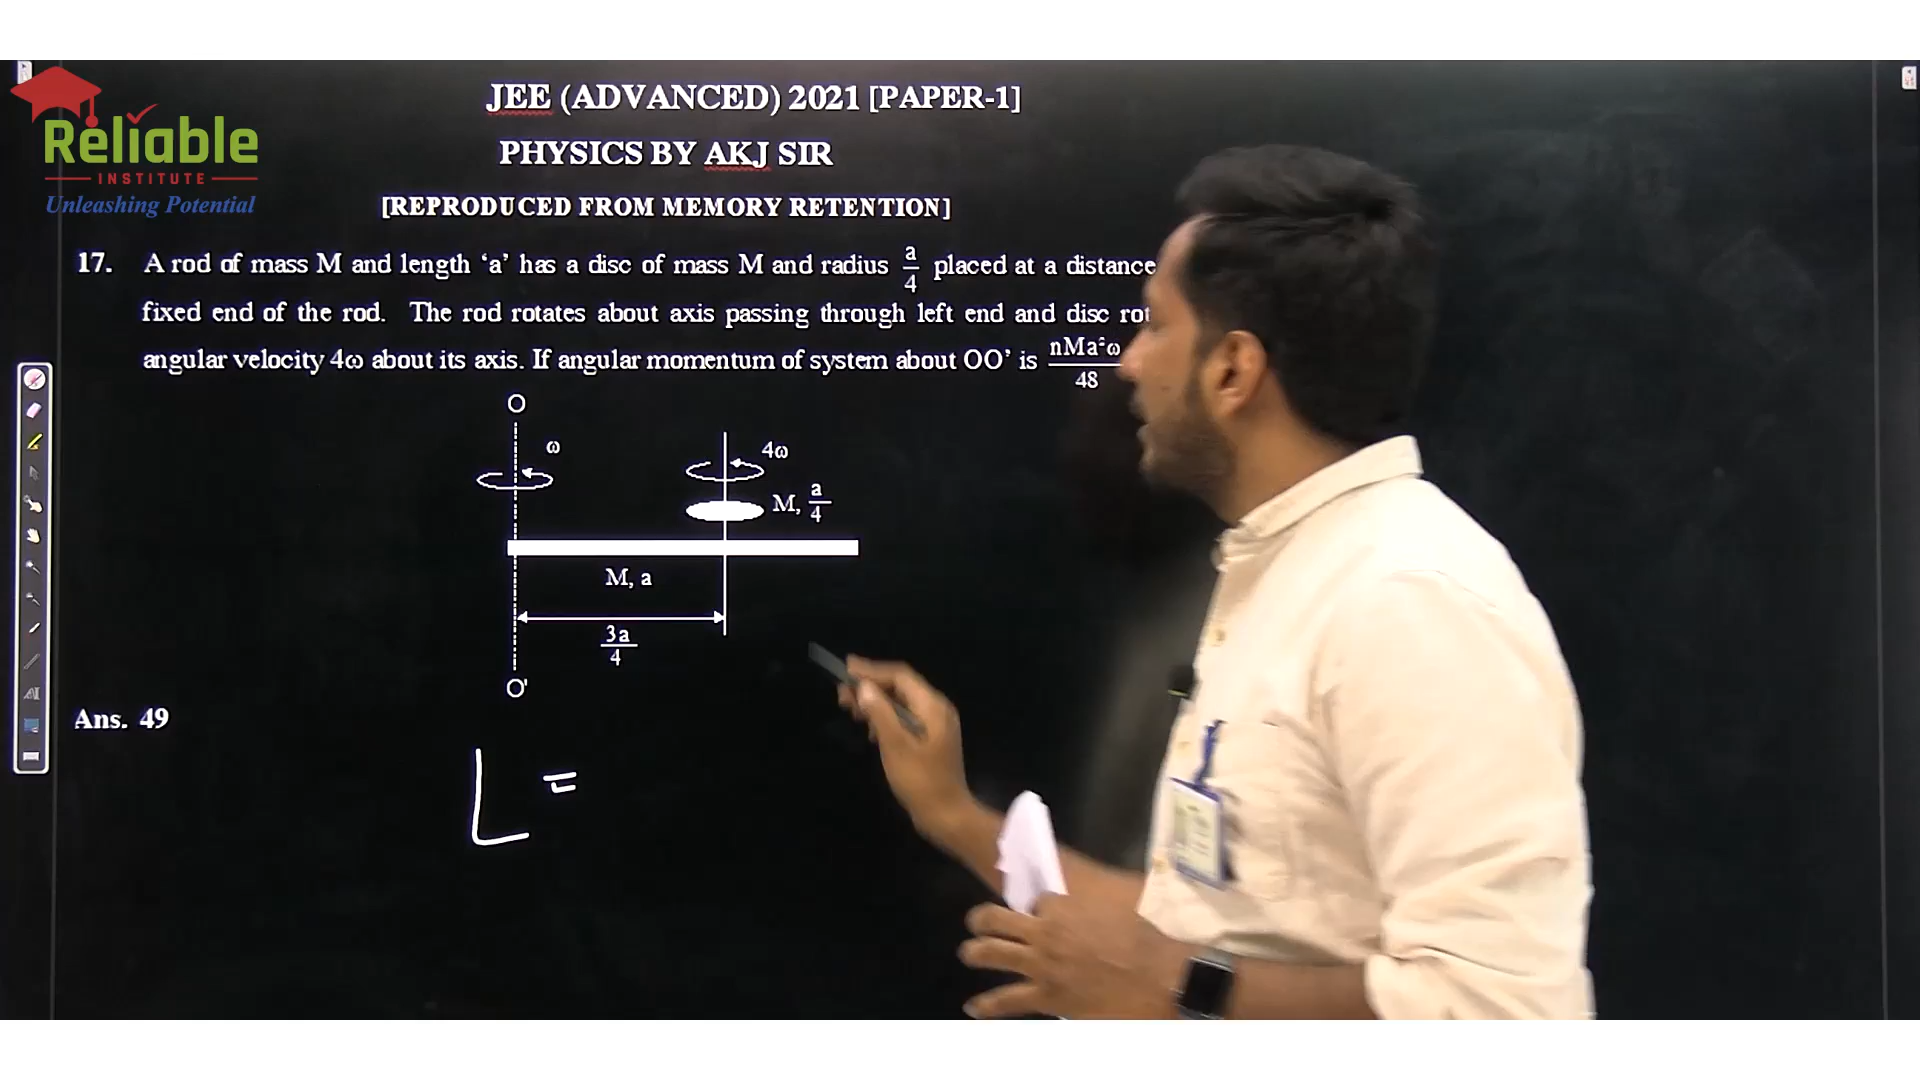 Reliable
INSTITUTE
Unleashing Potential
JEE (ADVANCED) 2021 [PAPER-1]
PHYSICS BY AKJ SIR
[REPRODUCED FROM MEMORY RETENTION]
17. A rod of mass M and length ‘a’ has a disc of mass M and radius a/4 placed at a distance
fixed end of the rod. The rod rotates about axis passing through left end and disc rot
angular velocity 4ω about its axis. If angular momentum of system about OO’ is nMa²ω/48
O
ω
4ω
M, a/4
M, a
3a/4
O'
Ans. 49
L =